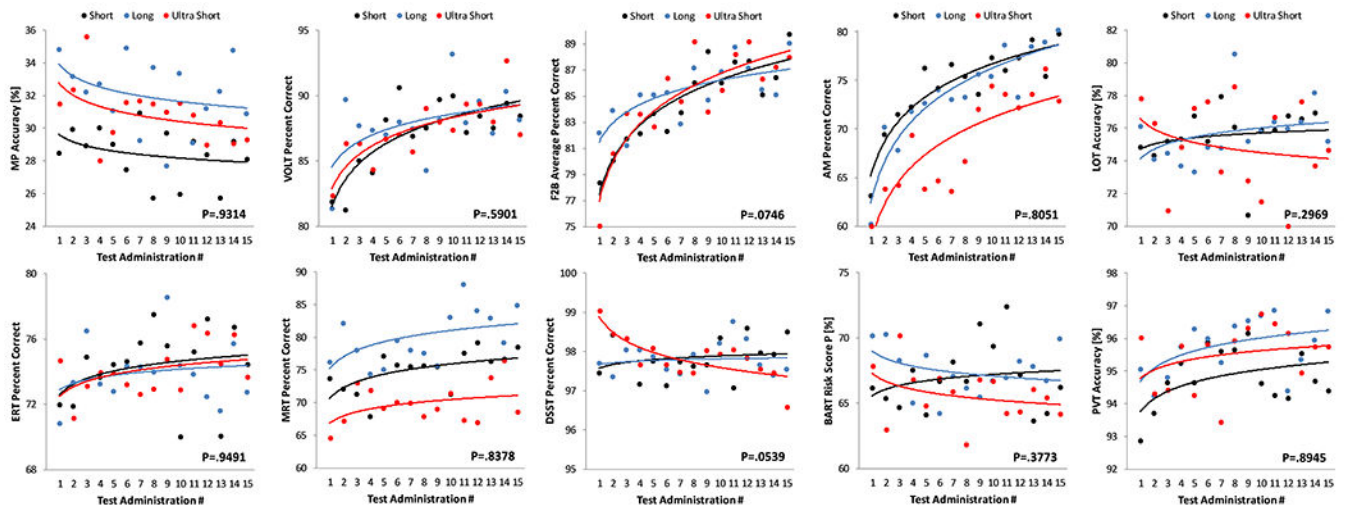 Short Long Ultra Short
MP Accuracy [%]
36
34
32
30
28
26
24
P=.9314
1 2 3 4 5 6 7 8 9 10 11 12 13 14 15
Test Administration #
Short Long Ultra Short
VOLT Percent Correct
95
90
85
80
P=.5901
1 2 3 4 5 6 7 8 9 10 11 12 13 14 15
Test Administration #
Short Long Ultra Short
F2B Average Percent Correct
89
87
85
83
81
79
77
75
P=.0746
1 2 3 4 5 6 7 8 9 10 11 12 13 14 15
Test Administration #
Short Long Ultra Short
AM Percent Correct
80
75
70
65
60
P=.8051
1 2 3 4 5 6 7 8 9 10 11 12 13 14 15
Test Administration #
Short Long Ultra Short
LOT Accuracy [%]
82
80
78
76
74
72
70
P=.2969
1 2 3 4 5 6 7 8 9 10 11 12 13 14 15
Test Administration #
ERT Percent Correct
80
76
72
68
P=.9491
1 2 3 4 5 6 7 8 9 10 11 12 13 14 15
Test Administration #
MRT Percent Correct
90
85
80
75
70
65
60
P=.8378
1 2 3 4 5 6 7 8 9 10 11 12 13 14 15
Test Administration #
DSST Percent Correct
100
99
98
97
96
95
P=.0539
1 2 3 4 5 6 7 8 9 10 11 12 13 14 15
Test Administration #
BART Risk Score P [%]
75
70
65
60
P=.3773
1 2 3 4 5 6 7 8 9 10 11 12 13 14 15
Test Administration #
PVT Accuracy [%]
98
97
96
95
94
93
92
P=.8945
1 2 3 4 5 6 7 8 9 10 11 12 13 14 15
Test Administration #